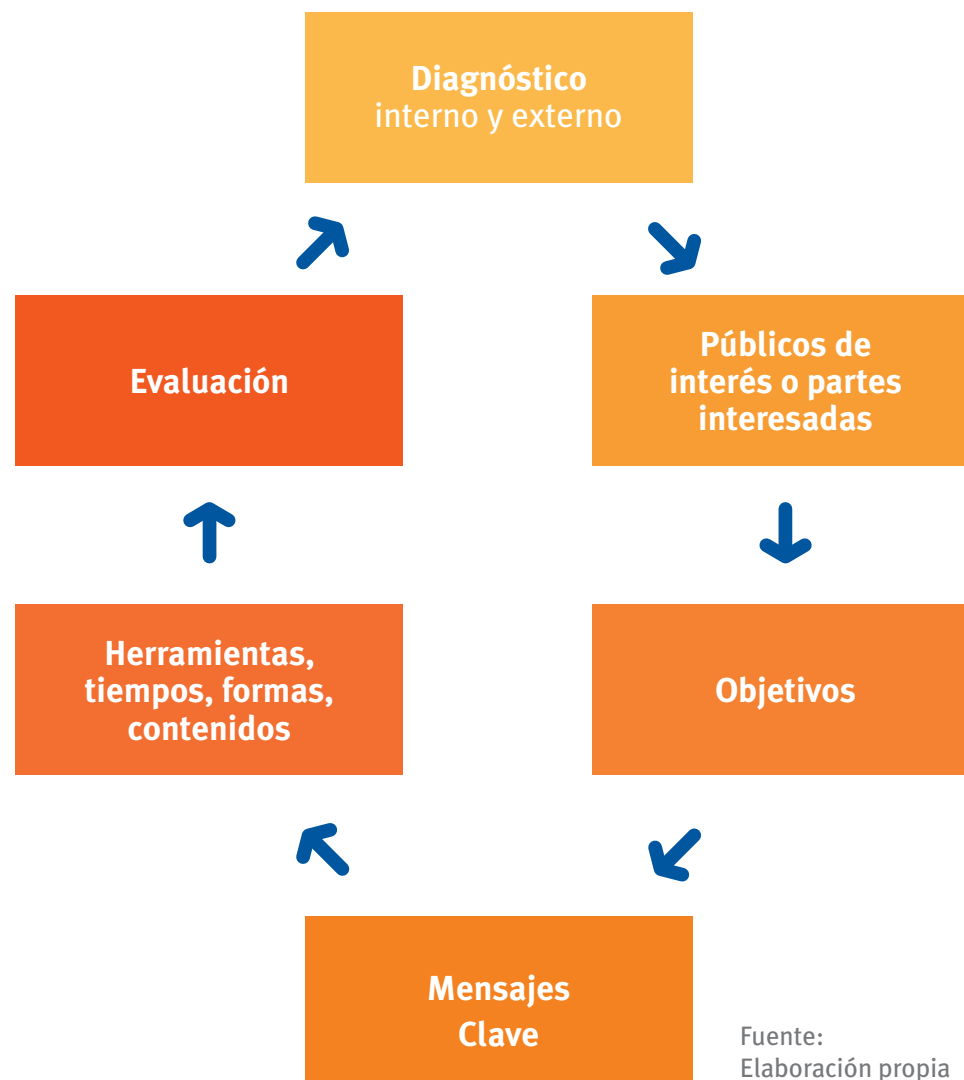 Diagnóstico
interno y externo
Públicos de
interés o partes
interesadas
Objetivos
Mensajes
Clave
Herramientas,
tiempos, formas,
contenidos
Evaluación
Fuente:
Elaboración propia